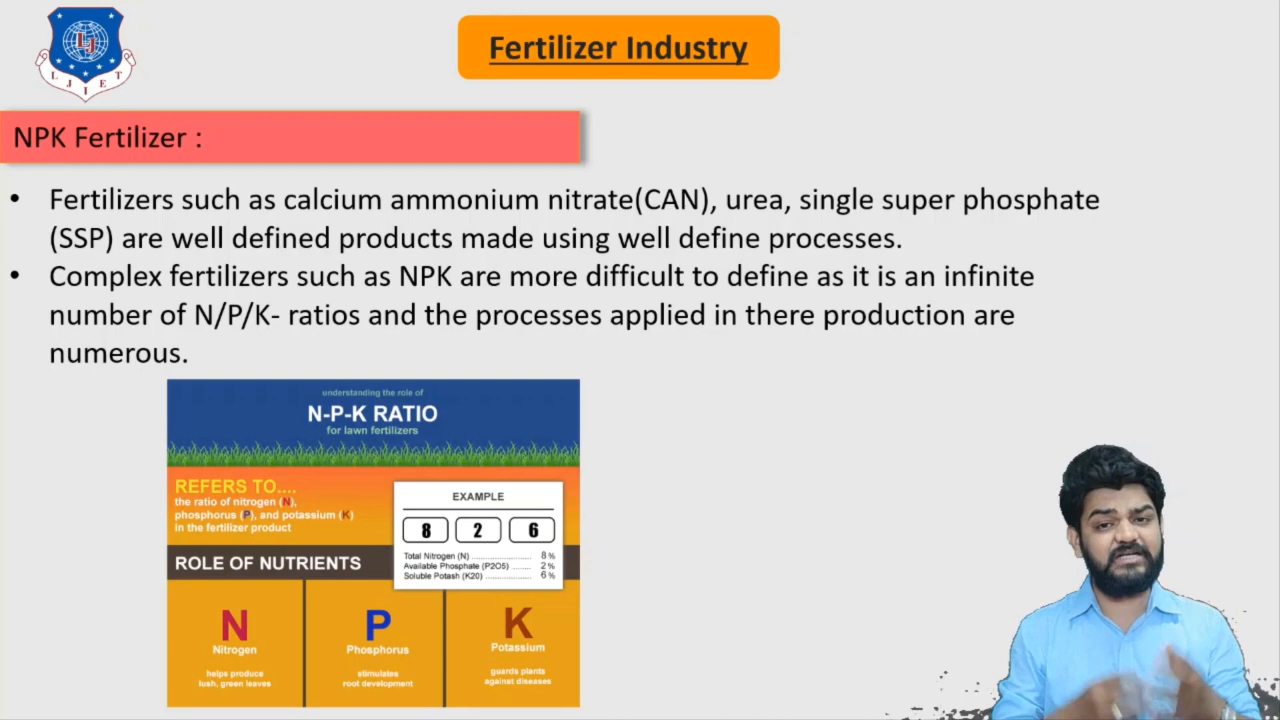 L J I E T
Fertilizer Industry
NPK Fertilizer :
• Fertilizers such as calcium ammonium nitrate(CAN), urea, single super phosphate
(SSP) are well defined products made using well define processes.
• Complex fertilizers such as NPK are more difficult to define as it is an infinite
number of N/P/K- ratios and the processes applied in there production are
numerous.
understanding the role of
N-P-K RATIO
for lawn fertilizers
REFERS TO....
the ratio of nitrogen (N),
phosphorus (P), and potassium (K)
in the fertilizer product
EXAMPLE
8 2 6
Total Nitrogen (N) ...................... 8 %
Available Phosphate (P2O5) ....... 2 %
Soluble Potash (K20) ................. 6 %
ROLE OF NUTRIENTS
N
Nitrogen
helps produce
lush, green leaves
P
Phosphorus
stimulates
root development
K
Potassium
guards plants
against diseases